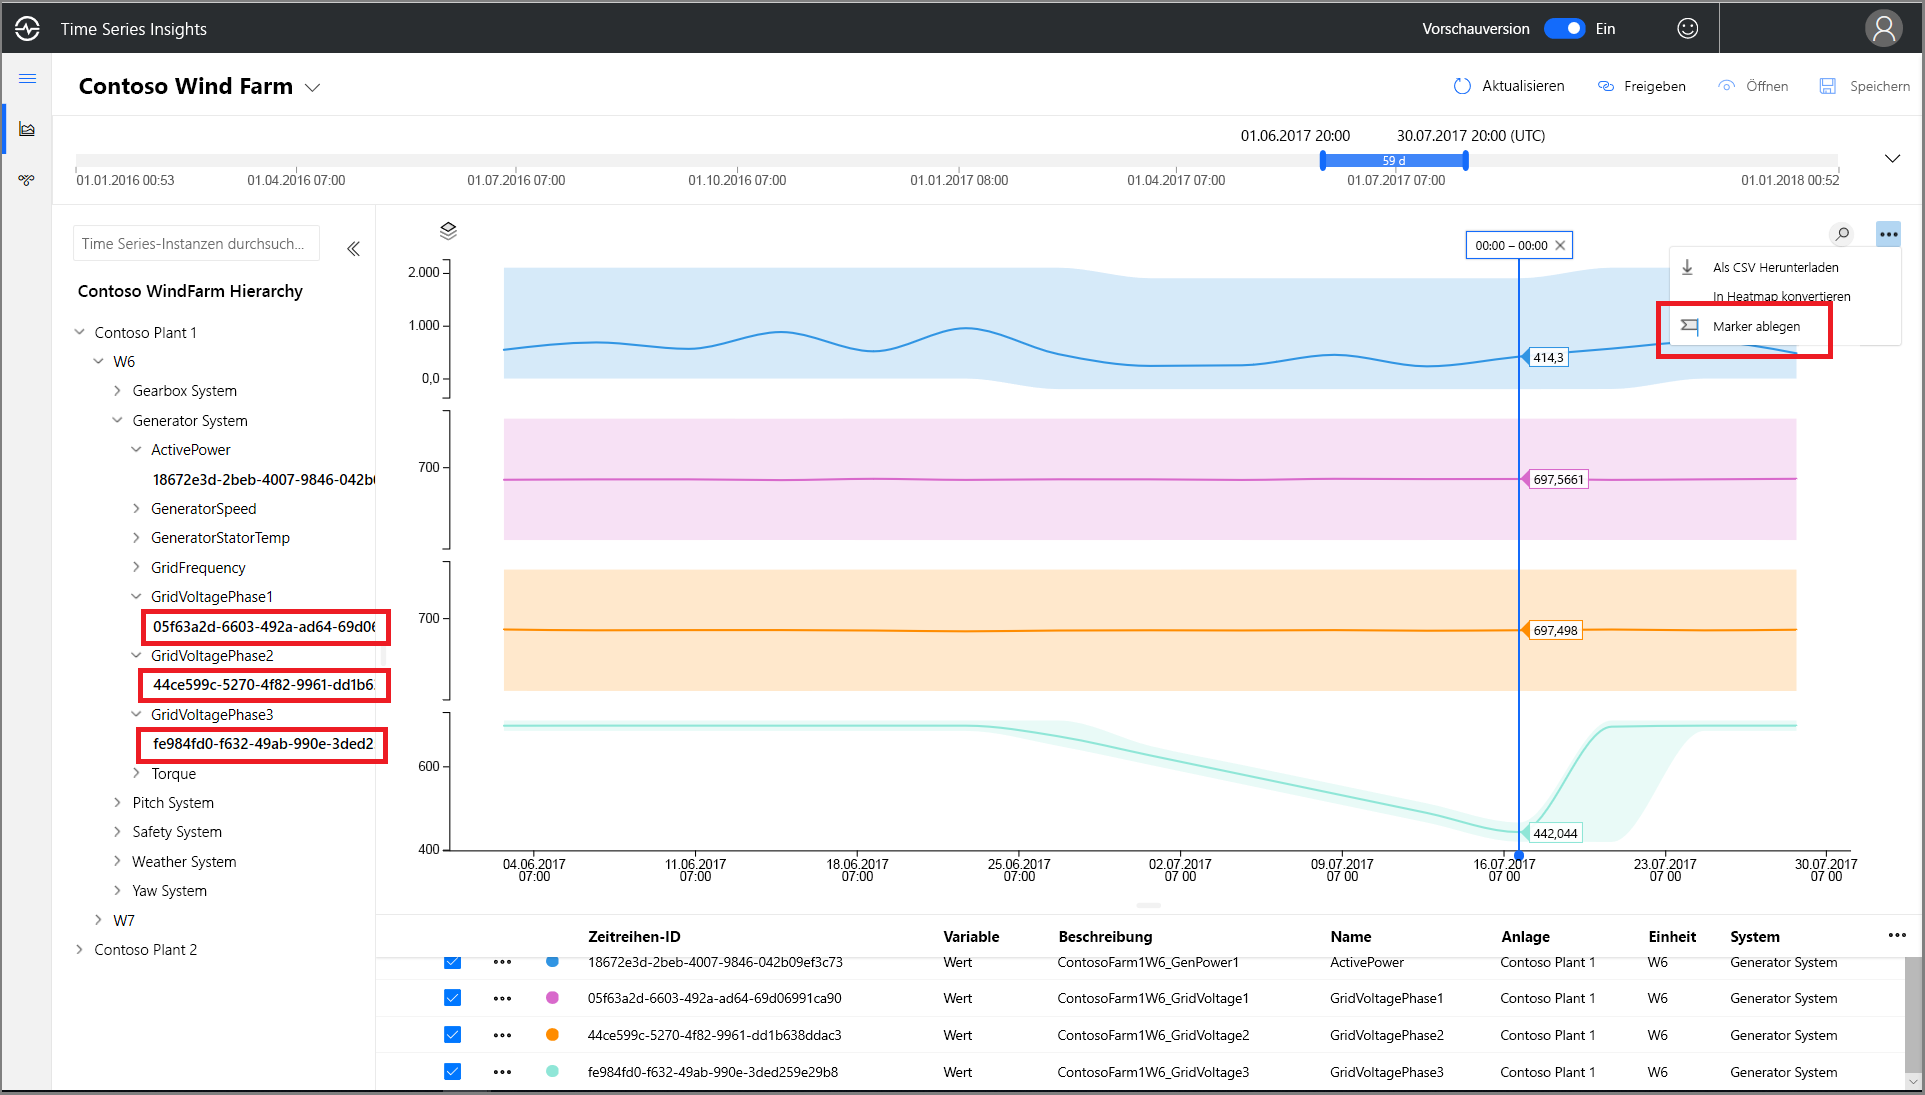 Time Series Insights
Vorschauversion Ein
Contoso Wind Farm
Aktualisieren Freigeben Öffnen Speichern
01.06.2017 20:00 30.07.2017 20:00 (UTC)
59 d
01.01.2016 00:53 01.04.2016 07:00 01.07.2016 07:00 01.10.2016 07:00 01.01.2017 08:00 01.04.2017 07:00 01.07.2017 07:00 01.01.2018 00:52
Time Series-Instanzen durchsuch...
Contoso WindFarm Hierarchy
Contoso Plant 1
W6
Gearbox System
Generator System
ActivePower
18672e3d-2beb-4007-9846-042b
GeneratorSpeed
GeneratorStatorTemp
GridFrequency
GridVoltagePhase1
05f63a2d-6603-492a-ad64-69d06
GridVoltagePhase2
44ce599c-5270-4f82-9961-dd1b6
GridVoltagePhase3
fe984fd0-f632-49ab-990e-3ded2
Torque
Pitch System
Safety System
Weather System
Yaw System
W7
Contoso Plant 2
00:00 – 00:00
Als CSV Herunterladen
In Heatmap konvertieren
Marker ablegen
2.000
1.000
0,0
414,3
700
697,5661
700
697,498
600
400
442,044
04.06.2017 11.06.2017 18.06.2017 25.06.2017 02.07.2017 09.07.2017 16.07.2017 23.07.2017 30.07.2017
07:00 07:00 07:00 07:00 07 00 07 00 07 00 07 00 07 00
Zeitreihen-ID Variable Beschreibung Name Anlage Einheit System
18672e3d-2beb-4007-9846-042b09ef3c73 Wert ContosoFarm1W6_GenPower1 ActivePower Contoso Plant 1 W6 Generator System
05f63a2d-6603-492a-ad64-69d06991ca90 Wert ContosoFarm1W6_GridVoltage1 GridVoltagePhase1 Contoso Plant 1 W6 Generator System
44ce599c-5270-4f82-9961-dd1b638ddac3 Wert ContosoFarm1W6_GridVoltage2 GridVoltagePhase2 Contoso Plant 1 W6 Generator System
fe984fd0-f632-49ab-990e-3ded259e29b8 Wert ContosoFarm1W6_GridVoltage3 GridVoltagePhase3 Contoso Plant 1 W6 Generator System